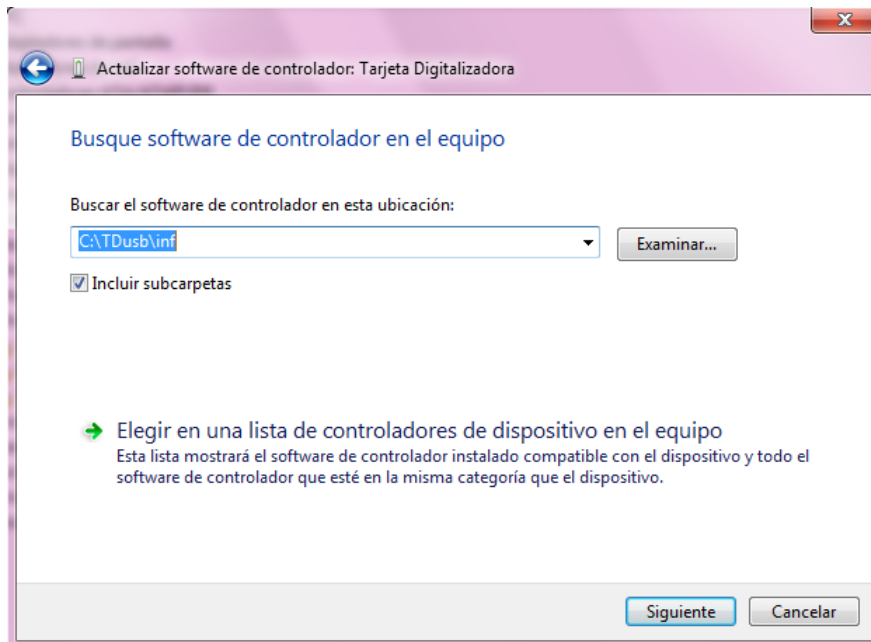 Actualizar software de controlador: Tarjeta Digitalizadora
Busque software de controlador en el equipo
Buscar el software de controlador en esta ubicación:
C:\TDusb\inf
Examinar...
Incluir subcarpetas
Elegir en una lista de controladores de dispositivo en el equipo
Esta lista mostrará el software de controlador instalado compatible con el dispositivo y todo el
software de controlador que esté en la misma categoría que el dispositivo.
Siguiente
Cancelar